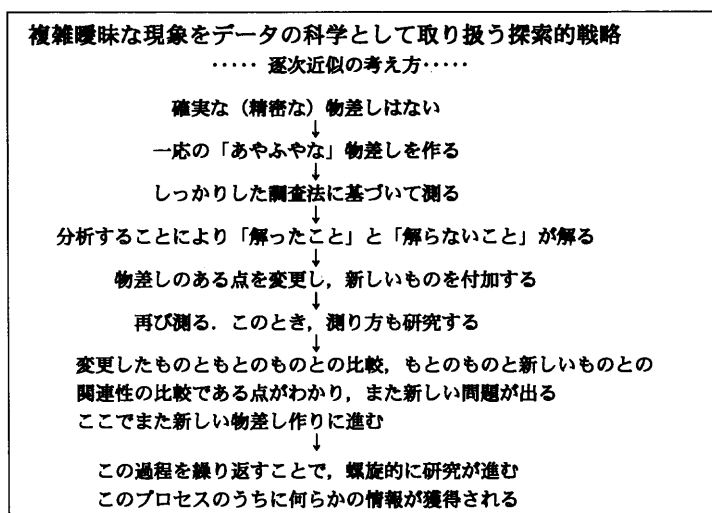 複雑曖昧な現象をデータの科学として取り扱う探索的戦略
‥‥‥ 逐次近似の考え方‥‥‥
確実な（精密な）物差しはない
↓
一応の「あやふやな」物差しを作る
↓
しっかりした調査法に基づいて測る
↓
分析することにより「解ったこと」と「解らないこと」が解る
↓
物差しのある点を変更し，新しいものを付加する
↓
再び測る．このとき，測り方も研究する
↓
変更したものともとのものとの比較，もとのものと新しいものとの
関連性の比較である点がわかり，また新しい問題が出る
ここでまた新しい物差し作りに進む
↓
この過程を繰り返すことで，螺旋的に研究が進む
このプロセスのうちに何らかの情報が獲得される